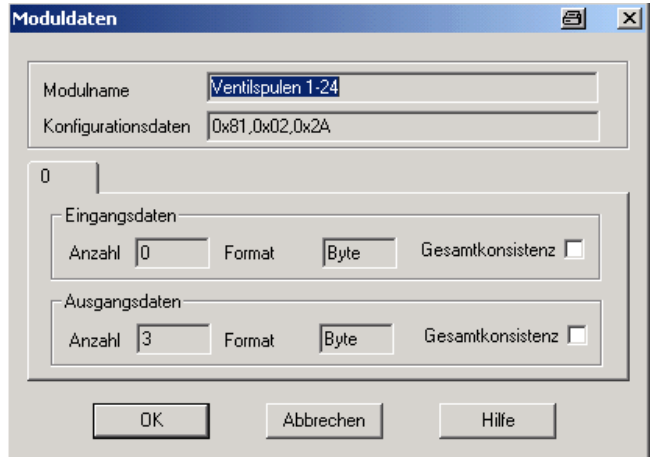 Moduldaten
Modulname Ventilspulen 1-24
Konfigurationsdaten 0x81,0x02,0x2A
0
Eingangsdaten
Anzahl 0 Format Byte Gesamtkonsistenz
Ausgangsdaten
Anzahl 3 Format Byte Gesamtkonsistenz
OK Abbrechen Hilfe